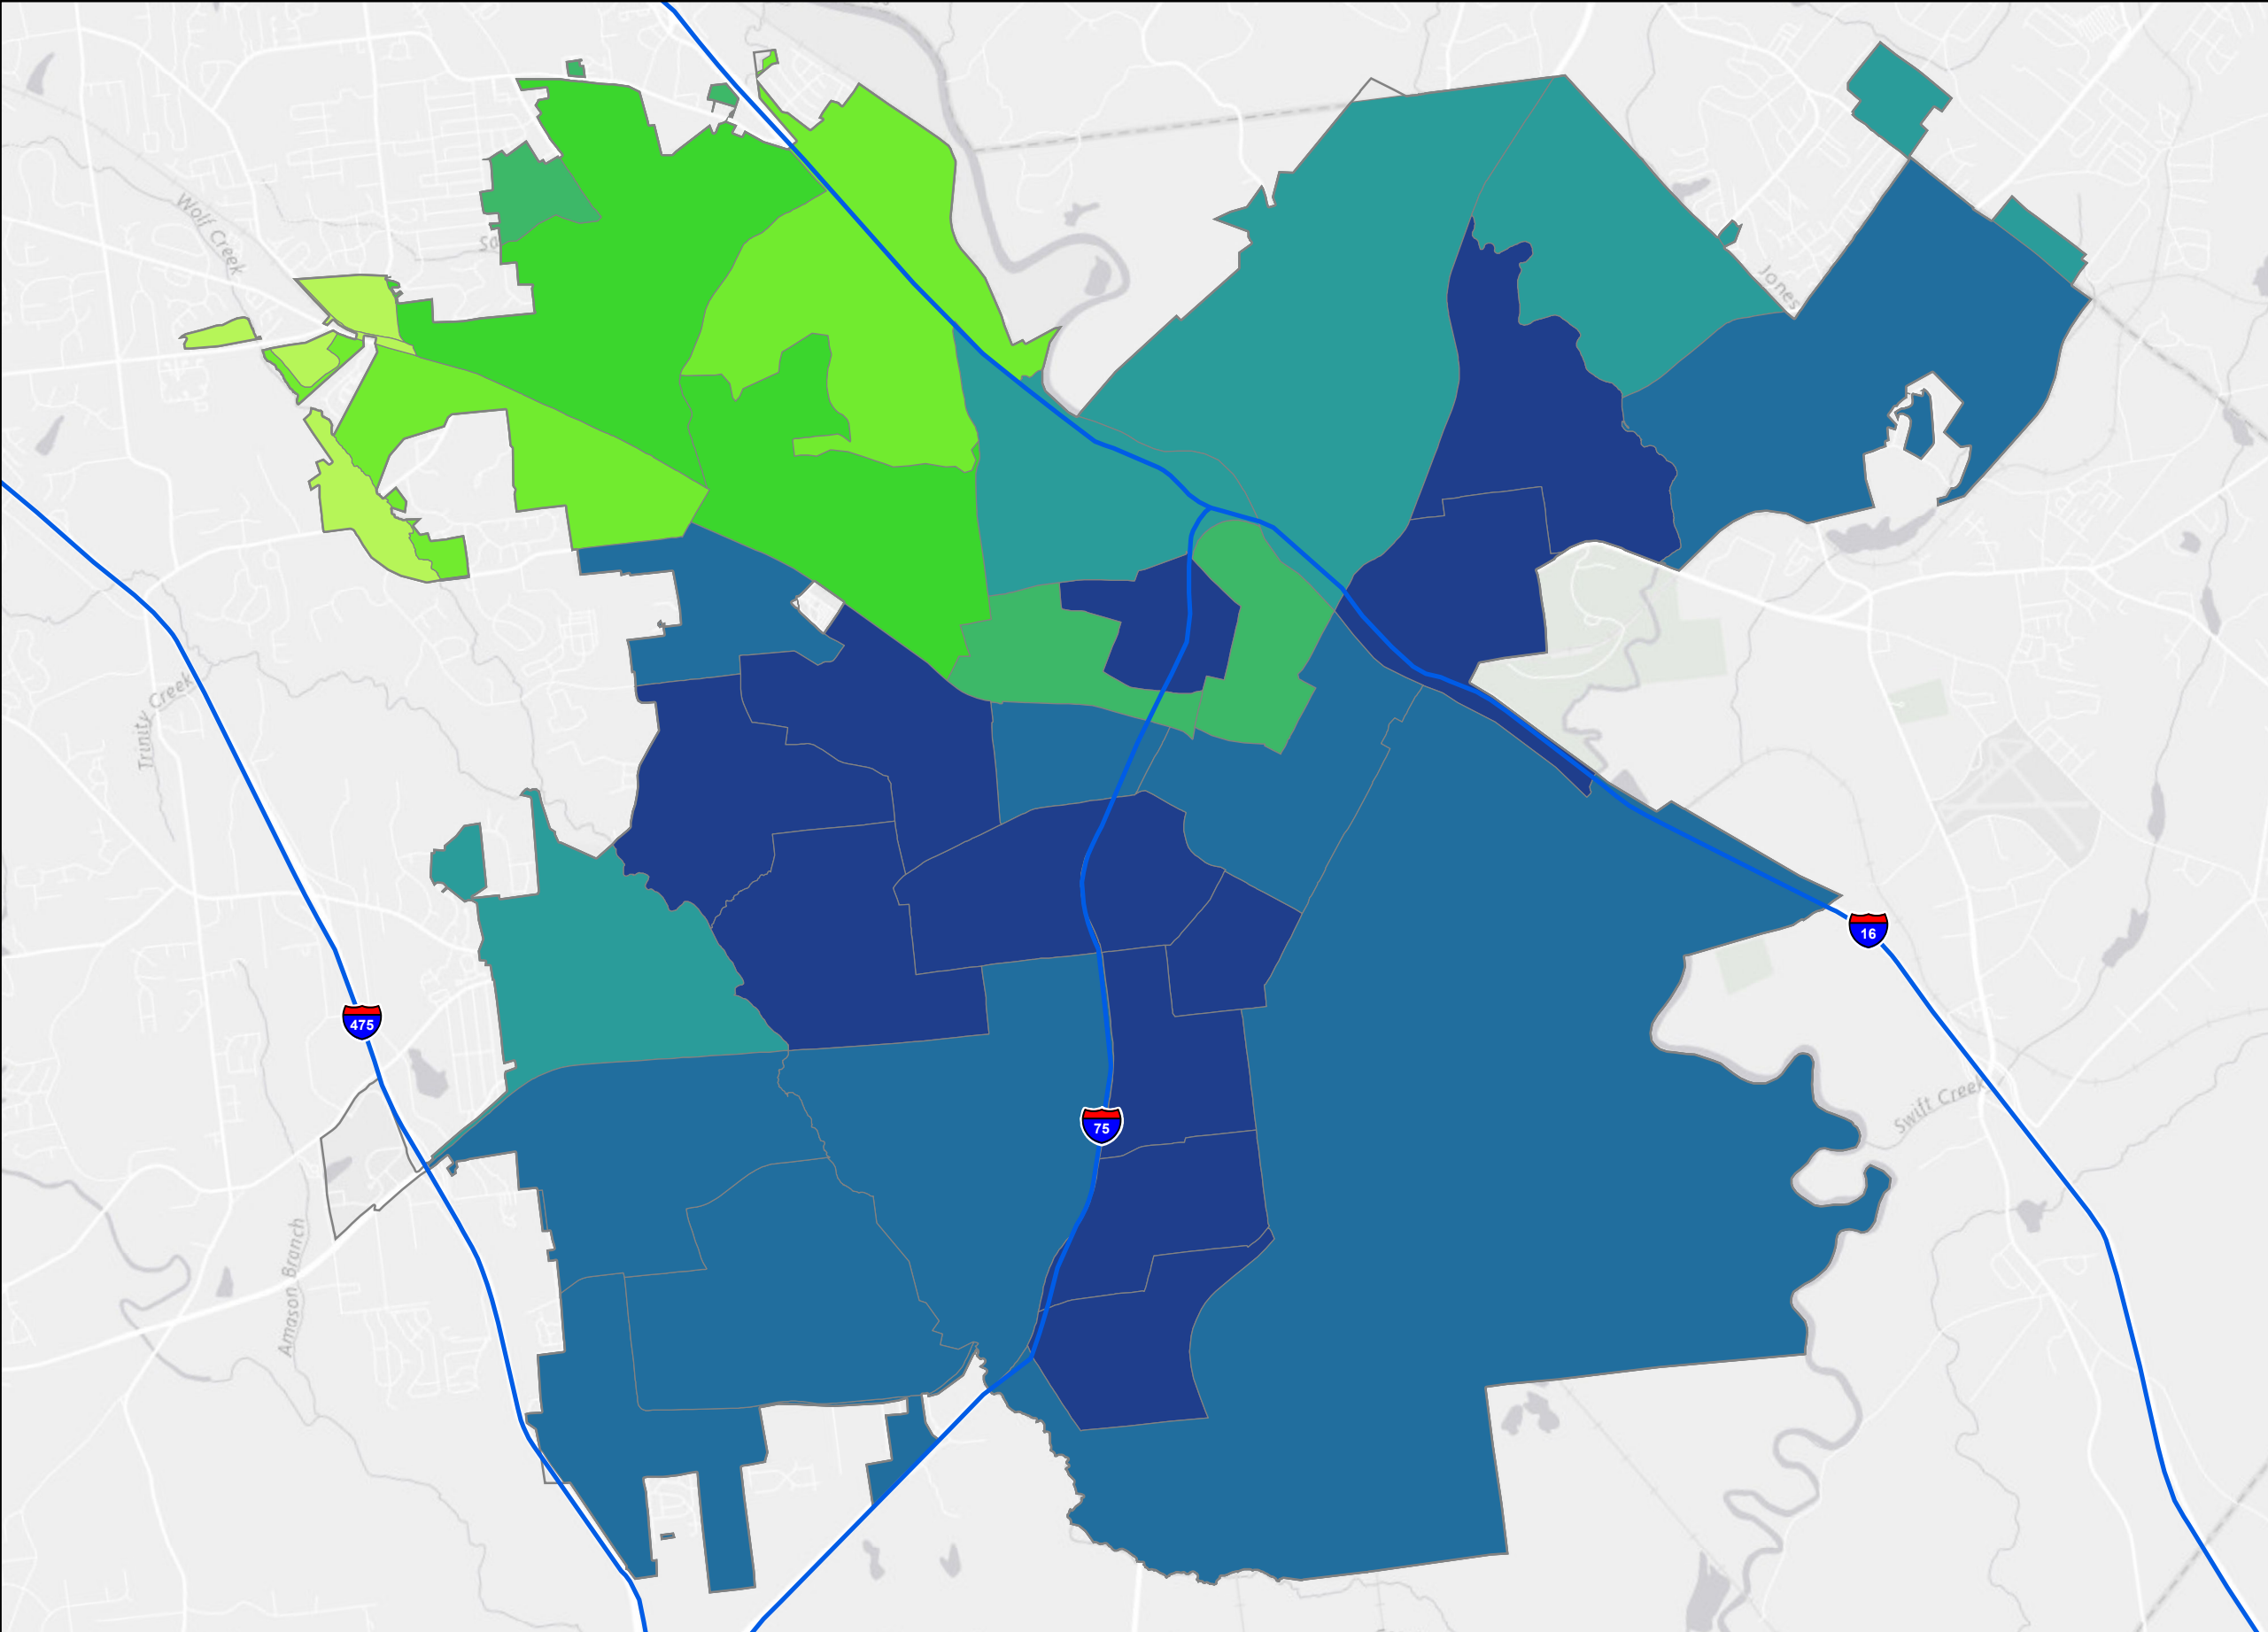 Wolf Creek
Jones
Trinity Creek
16
475
75
Swift Creek
Amason Branch